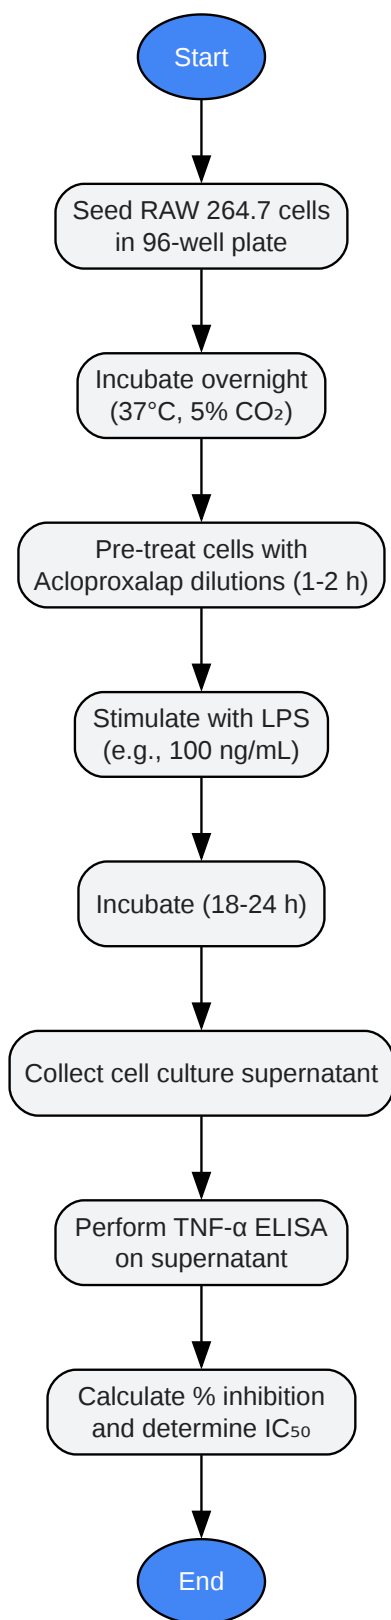 Start
Seed RAW 264.7 cells
in 96-well plate
Incubate overnight
(37°C, 5% CO₂)
Pre-treat cells with
Acloproxalap dilutions (1-2 h)
Stimulate with LPS
(e.g., 100 ng/mL)
Incubate (18-24 h)
Collect cell culture supernatant
Perform TNF-α ELISA
on supernatant
Calculate % inhibition
and determine IC₅₀
End